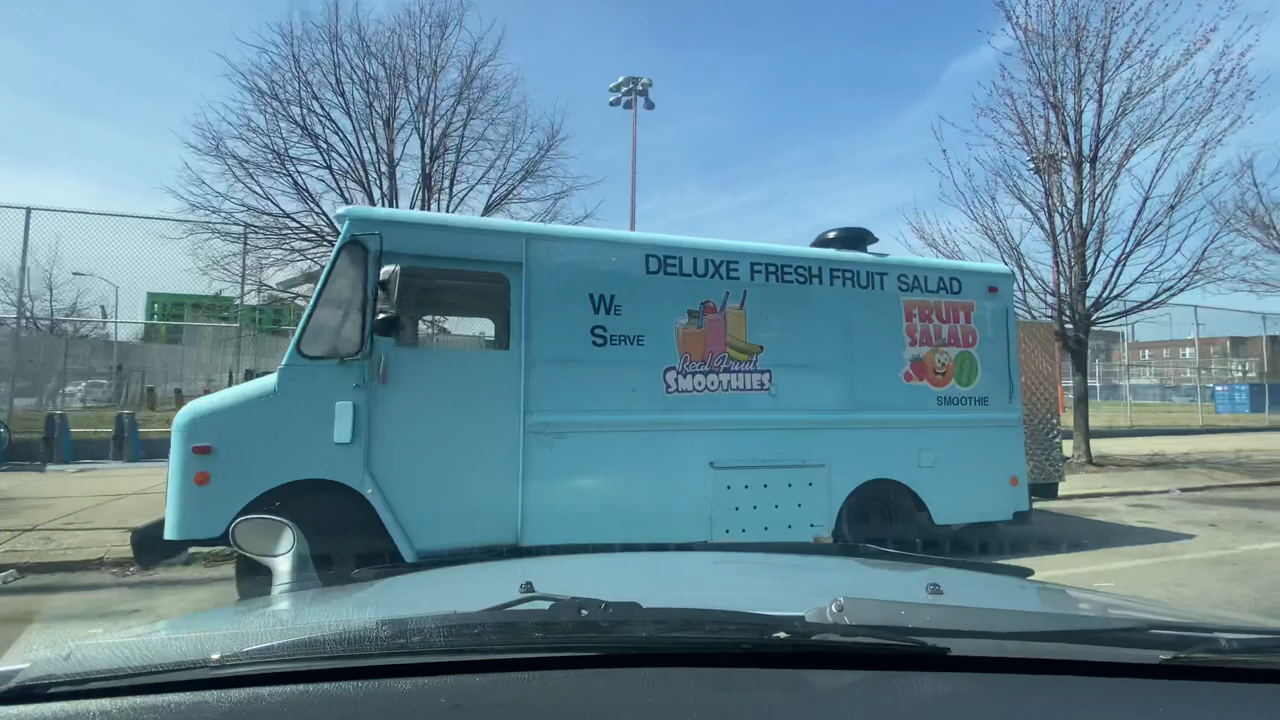 DELUXE FRESH FRUIT SALAD
WE
SERVE
Real Fruit
SMOOTHIES
FRUIT
SALAD
SMOOTHIE